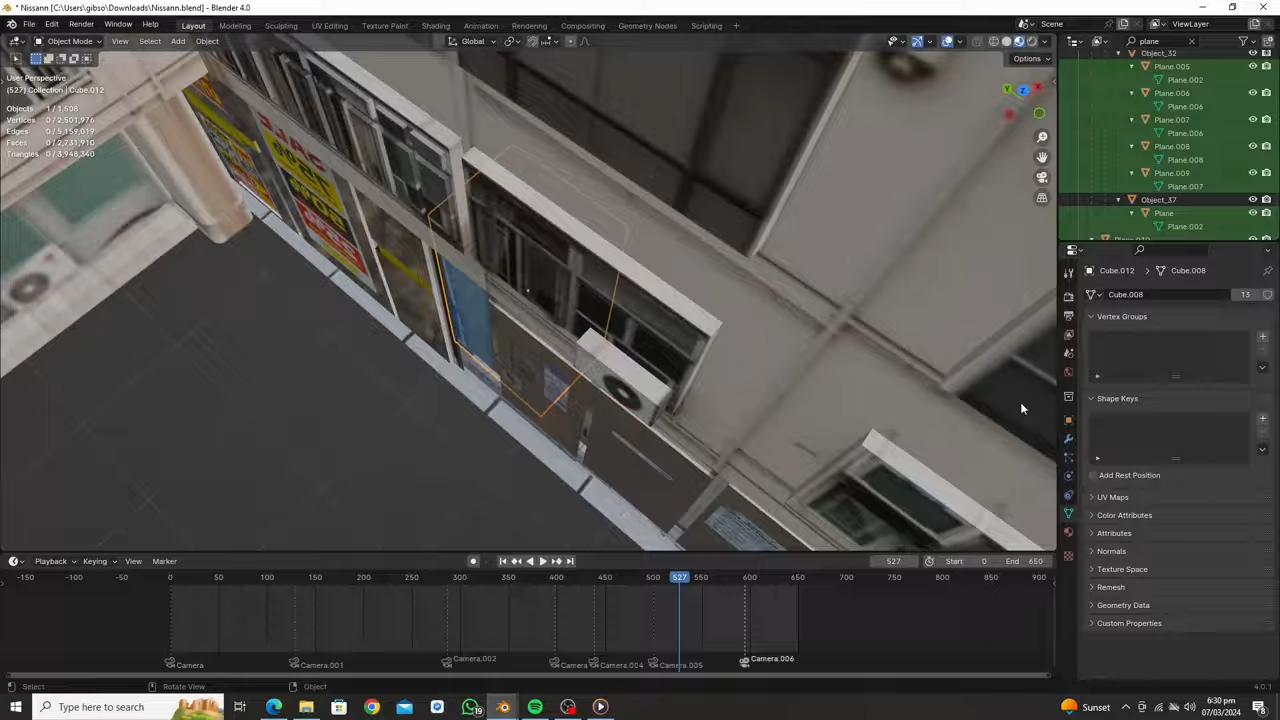 * Nissann [C:\Users\gibso\Downloads\Nissann.blend] - Blender 4.0
File Edit Render Window Help Layout Modeling Sculpting UV Editing Texture Paint Shading Animation Rendering Compositing Geometry Nodes Scripting + Scene ViewLayer
Object Mode View Select Add Object Global plane
Options
User Perspective
(527) Collection | Cube.012
Objects 1 / 1,508
Vertices 0 / 2,501,976
Edges 0 / 5,159,019
Faces 0 / 2,731,910
Triangles 0 / 3,948,340
Object_32
Plane.005
Plane.002
Plane.006
Plane.006
Plane.007
Plane.006
Plane.008
Plane.008
Plane.009
Plane.007
Object_37
Plane
Plane.002
Cube.012 > Cube.008
Cube.008 13
Vertex Groups
Shape Keys
Add Rest Position
UV Maps
Color Attributes
Attributes
Normals
Texture Space
Remesh
Geometry Data
Custom Properties
Playback Keying View Marker 527 Start 0 End 650
-150 -100 -50 0 50 100 150 200 250 300 350 400 450 500 527 550 600 650 700 750 800 850 900
Camera Camera.001 Camera.002 Camera Camera.004 Camera.005 Camera.006
Select Rotate View Object 4.0.1
Type here to search 19 Sunset 6:30 pm
07/03/2024 8